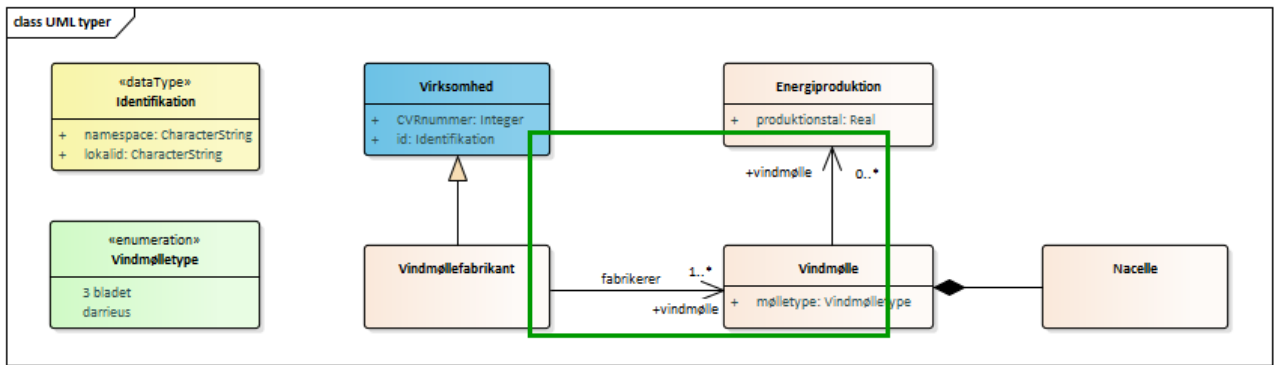 class UML typer
«dataType»
Identifikation
+ namespace: CharacterString
+ lokalid: CharacterString
Virksomhed
+ CVRnummer: Integer
+ id: Identifikation
Energiproduktion
+ produktionstal: Real
+vindmølle 0..*
«enumeration»
Vindmølletype
3 bladet
darrieus
Vindmøllefabrikant
fabrikerer 1..*
+vindmølle
Vindmølle
+ mølletype: Vindmølletype
Nacelle